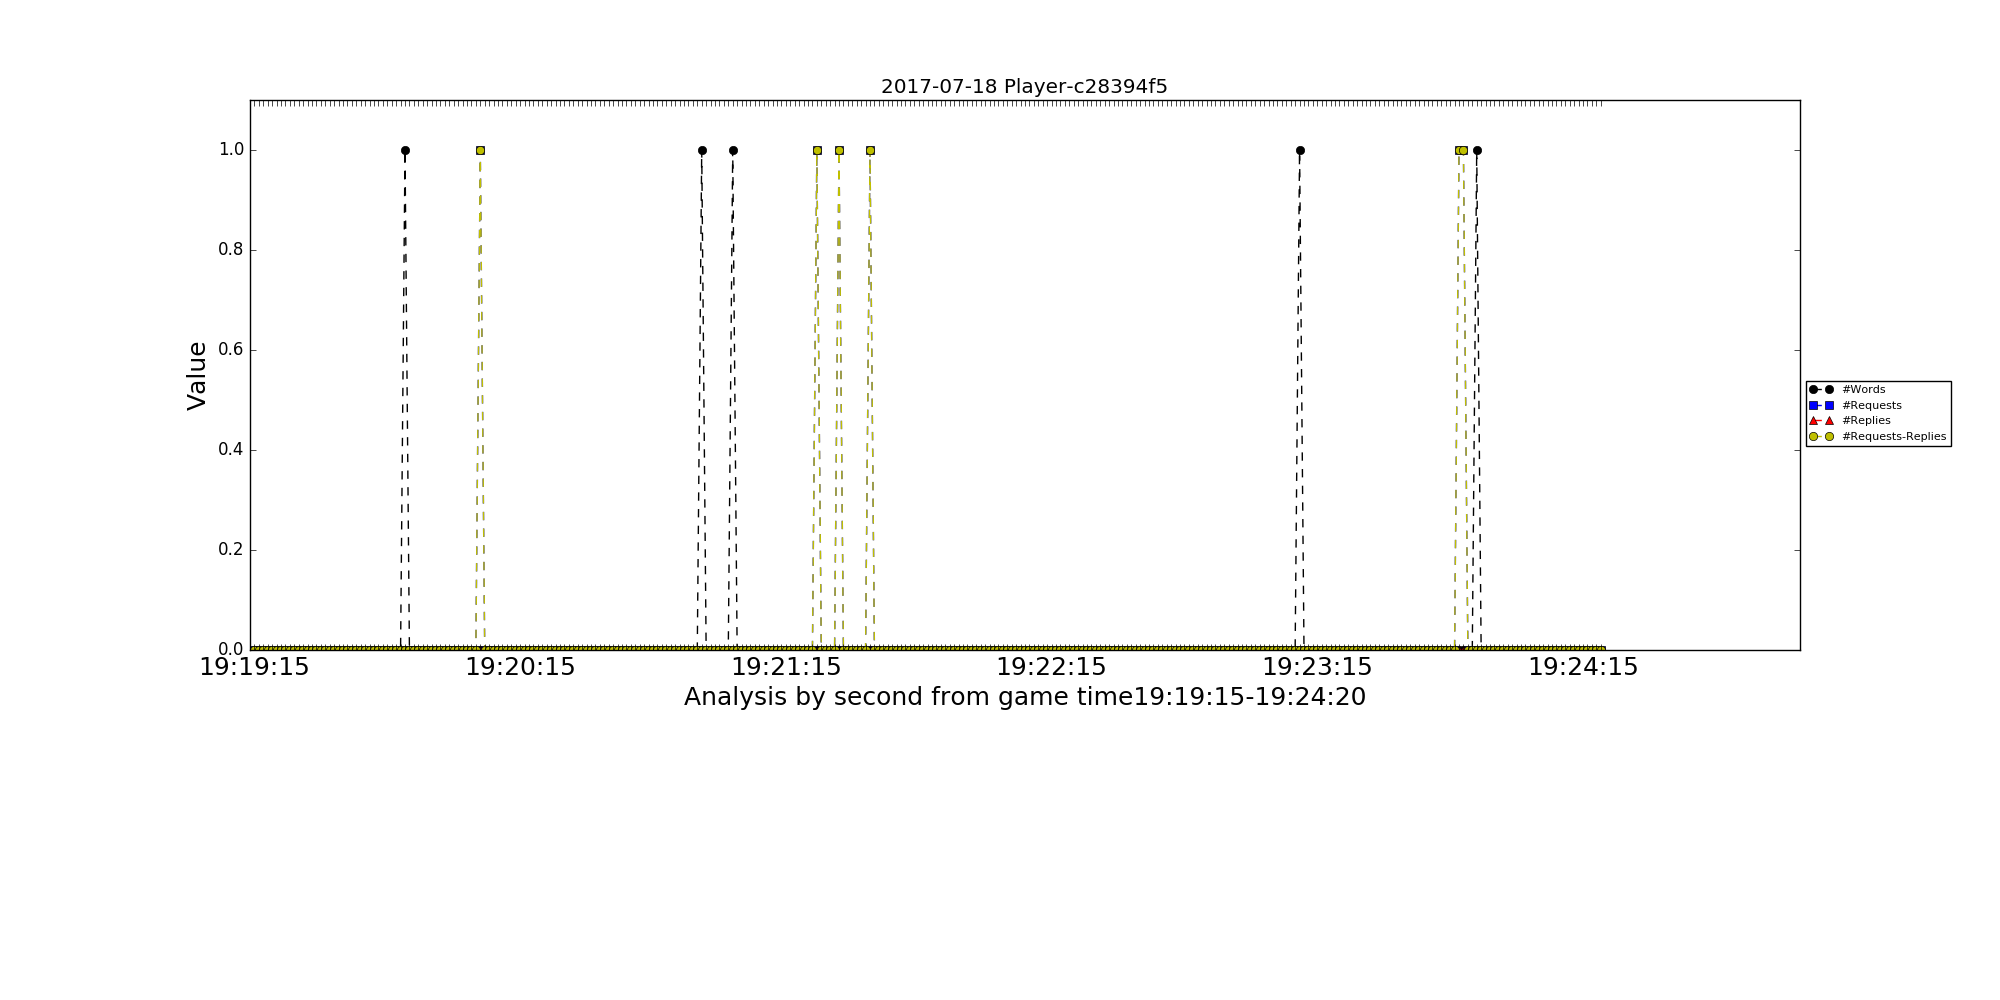 2017-07-18 Player-c28394f5
1.0
0.8
0.6
0.4
0.2
0.0
Value
19:19:15 19:20:15 19:21:15 19:22:15 19:23:15 19:24:15
Analysis by second from game time19:19:15-19:24:20
#Words
#Requests
#Replies
#Requests-Replies